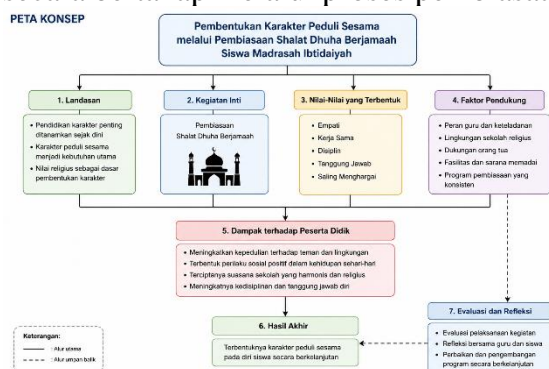 PETA KONSEP
Pembentukan Karakter Peduli Sesama
melalui Pembiasaan Shalat Dhuha Berjamaah
Siswa Madrasah Ibtidaiyah
1. Landasan
• Pendidikan karakter penting
ditanamkan sejak dini
• Karakter peduli sesama
menjadi kebutuhan utama
• Nilai religius sebagai dasar
pembentukan karakter
2. Kegiatan Inti
Pembiasaan
Shalat Dhuha Berjamaah
3. Nilai-Nilai yang Terbentuk
• Empati
• Kerja Sama
• Disiplin
• Tanggung Jawab
• Saling Menghargai
4. Faktor Pendukung
• Peran guru dan keteladanan
• Lingkungan sekolah religius
• Dukungan orang tua
• Fasilitas dan sarana memadai
• Program pembiasaan yang
konsisten
5. Dampak terhadap Peserta Didik
• Meningkatkan kepedulian terhadap teman dan lingkungan
• Terbentuk perilaku sosial positif dalam kehidupan sehari-hari
• Terciptanya suasana sekolah yang harmonis dan religius
• Meningkatnya kedisiplinan dan tanggung jawab diri
6. Hasil Akhir
Terbentuknya karakter peduli sesama
pada diri siswa secara berkelanjutan
7. Evaluasi dan Refleksi
• Evaluasi pelaksanaan kegiatan
• Refleksi bersama guru dan siswa
• Perbaikan dan pengembangan
program secara berkelanjutan
Keterangan:
: Alur utama
: Alur umpan balik